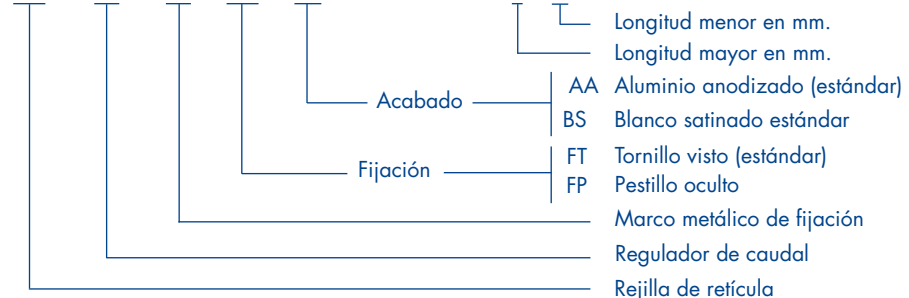 Longitud menor en mm.
Longitud mayor en mm.
Acabado
AA Aluminio anodizado (estándar)
BS Blanco satinado estándar
Fijación
FT Tornillo visto (estándar)
FP Pestillo oculto
Marco metálico de fijación
Regulador de caudal
Rejilla de retícula